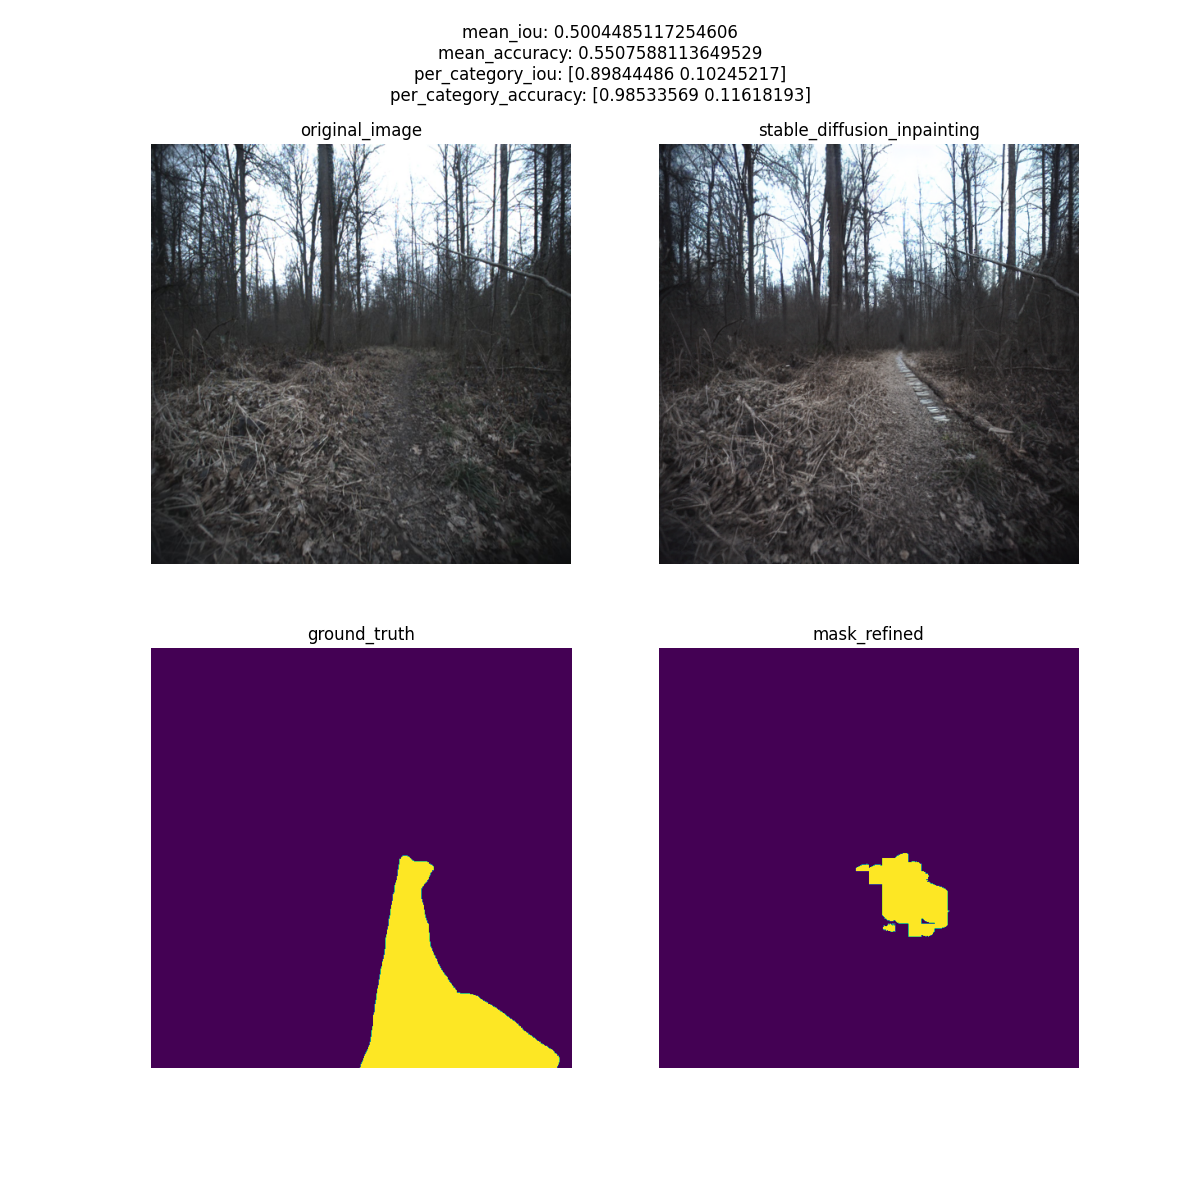 mean_iou: 0.5004485117254606
mean_accuracy: 0.5507588113649529
per_category_iou: [0.89844486 0.10245217]
per_category_accuracy: [0.98533569 0.11618193]
original_image
stable_diffusion_inpainting
ground_truth
mask_refined